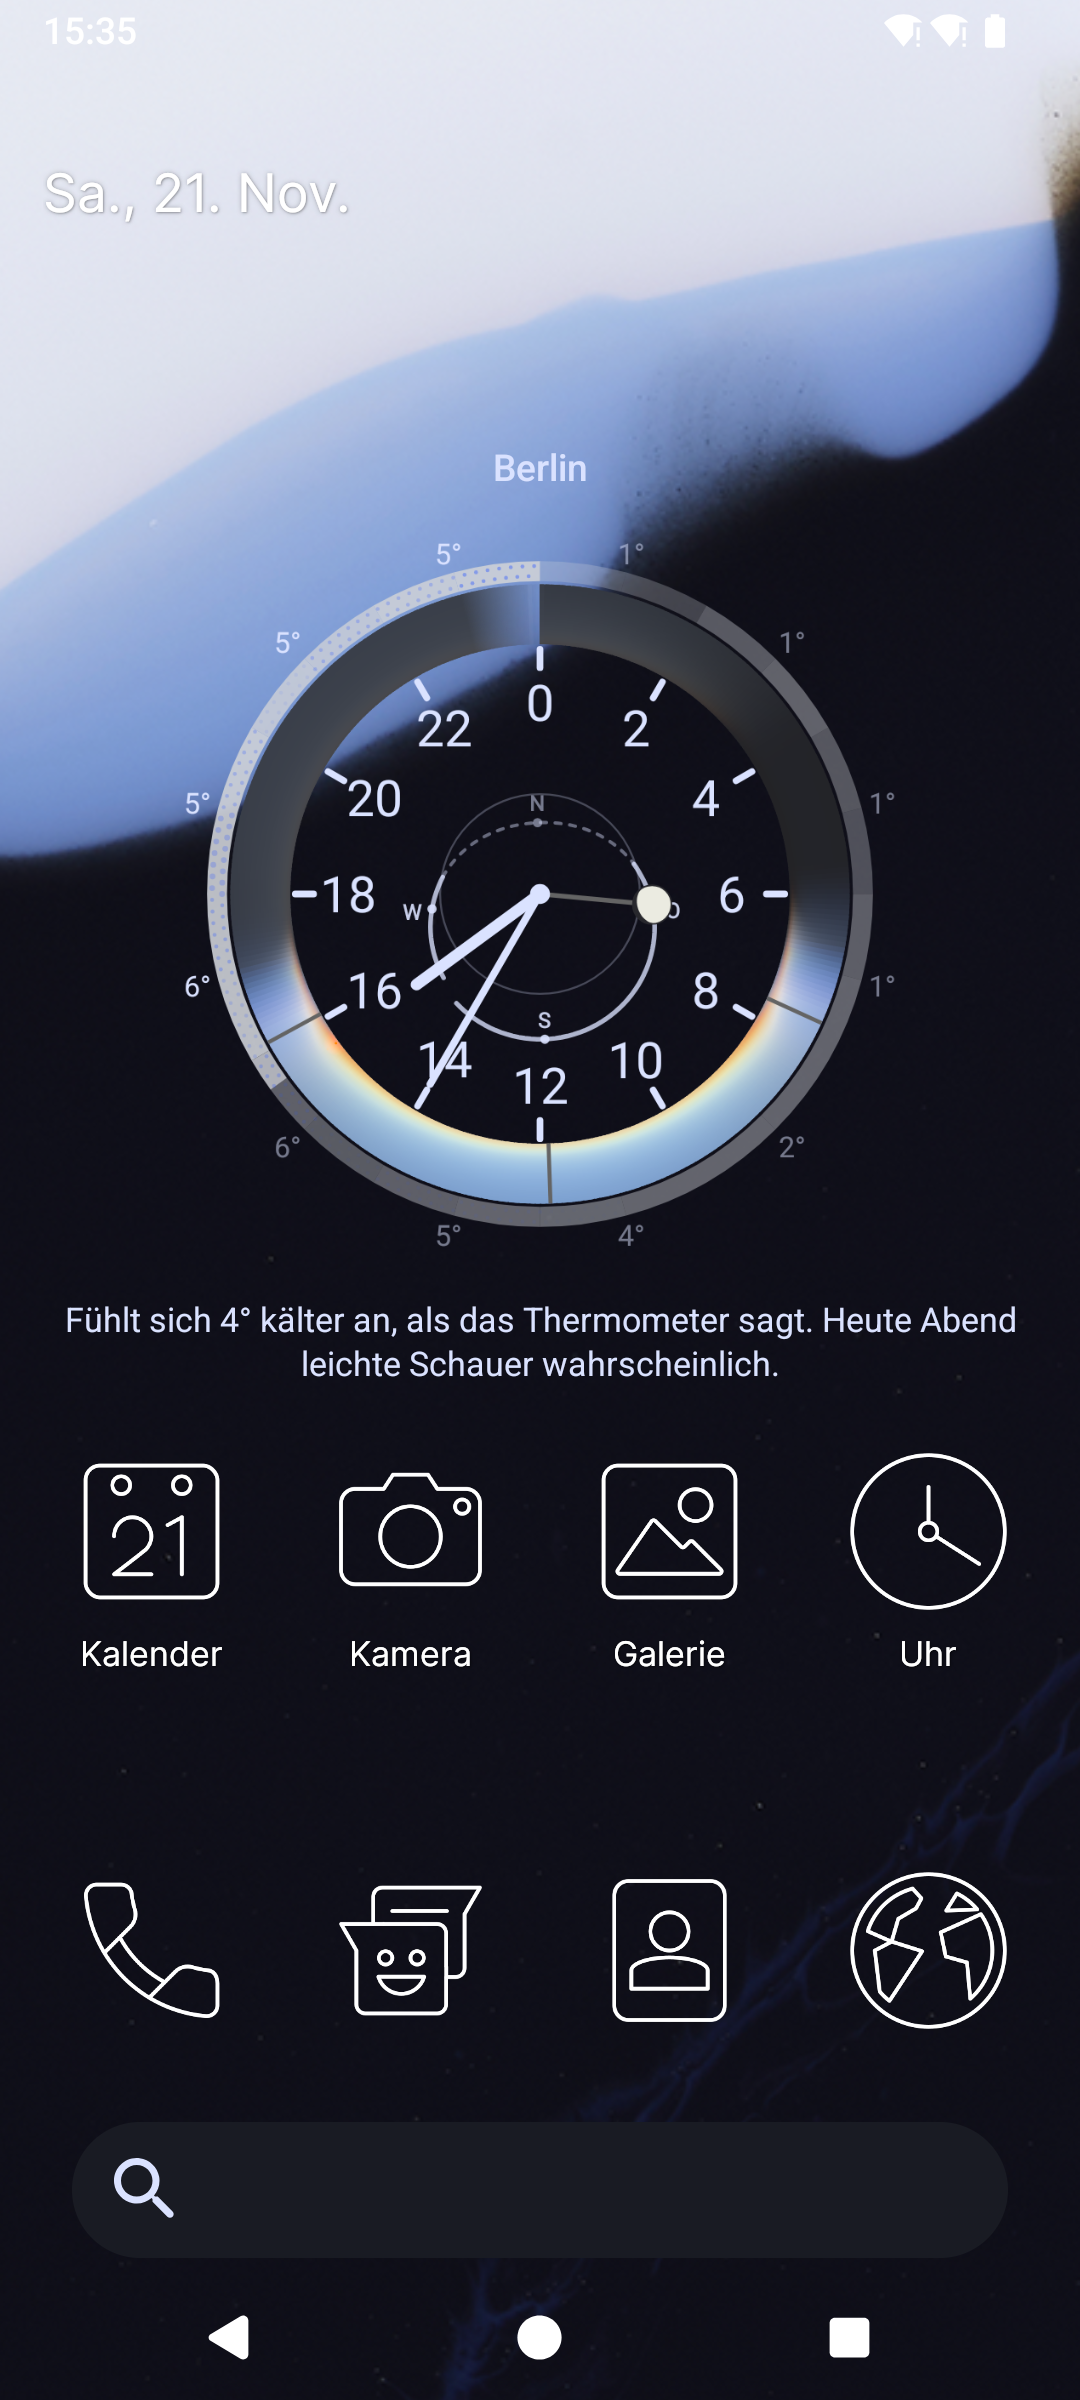 15:35
Sa., 21. Nov.
Berlin
5° 1°
5° 1°
5° 1°
6° 1°
6° 2°
5° 4°
0
22 2
20 4
18 6
16 8
14 10
12
N
W O
S
Fühlt sich 4° kälter an, als das Thermometer sagt. Heute Abend
leichte Schauer wahrscheinlich.
21
Kalender Kamera Galerie Uhr